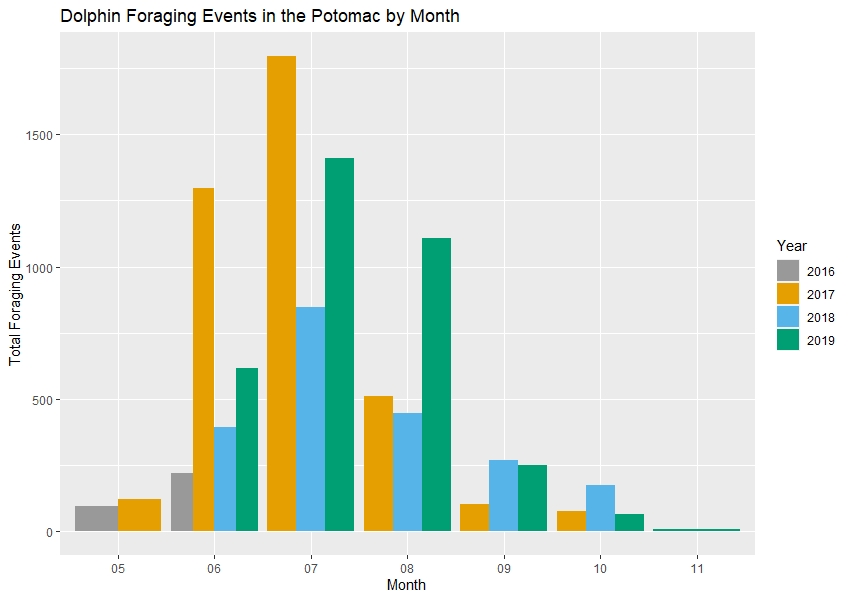 Dolphin Foraging Events in the Potomac by Month
Total Foraging Events
1500
1000
500
0
05 06 07 08 09 10 11
Month
Year
2016
2017
2018
2019